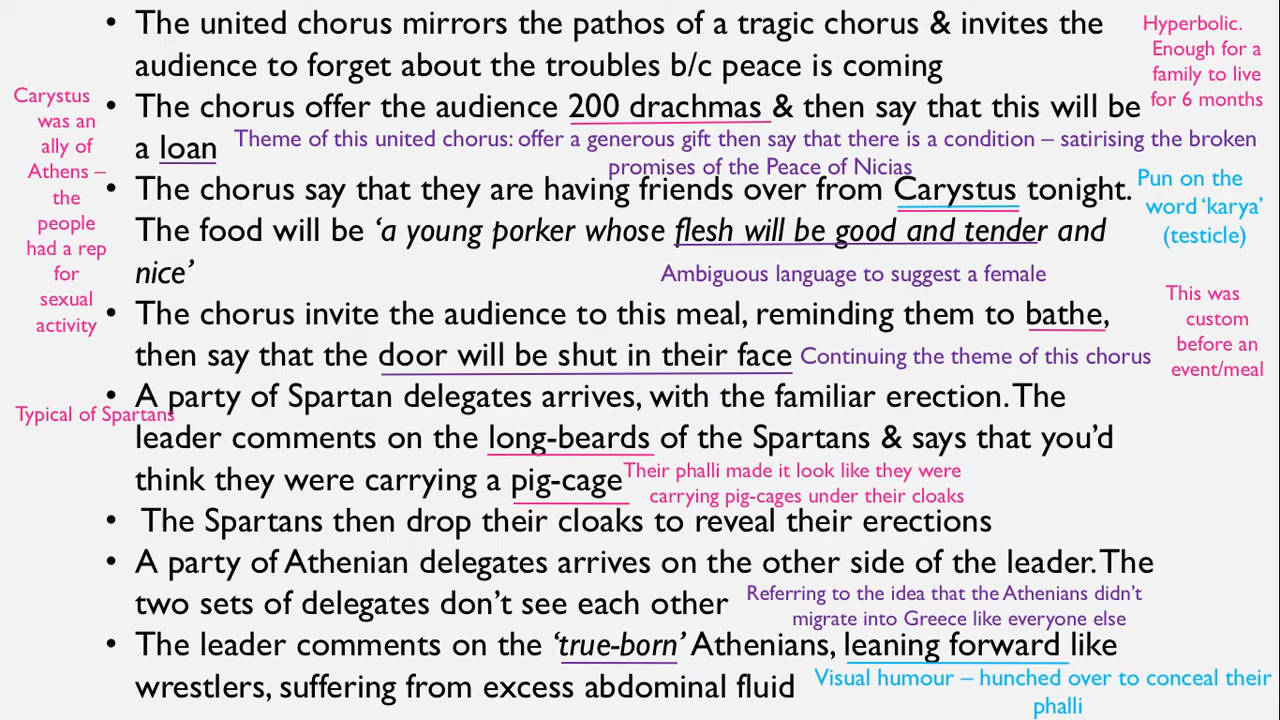 • The united chorus mirrors the pathos of a tragic chorus & invites the
audience to forget about the troubles b/c peace is coming
Hyperbolic.
Enough for a
family to live
for 6 months
• The chorus offer the audience 200 drachmas & then say that this will be
a loan
Theme of this united chorus: offer a generous gift then say that there is a condition – satirising the broken
promises of the Peace of Nicias
Carystus
was an
ally of
Athens –
the
people
had a rep
for
sexual
activity
• The chorus say that they are having friends over from Carystus tonight.
The food will be ‘a young porker whose flesh will be good and tender and
nice’
Pun on the
word ‘karya’
(testicle)
Ambiguous language to suggest a female
• The chorus invite the audience to this meal, reminding them to bathe,
then say that the door will be shut in their face
Continuing the theme of this chorus
This was
custom
before an
event/meal
• A party of Spartan delegates arrives, with the familiar erection. The
leader comments on the long-beards of the Spartans & says that you’d
think they were carrying a pig-cage
Typical of Spartans
Their phalli made it look like they were
carrying pig-cages under their cloaks
• The Spartans then drop their cloaks to reveal their erections
• A party of Athenian delegates arrives on the other side of the leader. The
two sets of delegates don’t see each other
Referring to the idea that the Athenians didn’t
migrate into Greece like everyone else
• The leader comments on the ‘true-born’ Athenians, leaning forward like
wrestlers, suffering from excess abdominal fluid
Visual humour – hunched over to conceal their
phalli